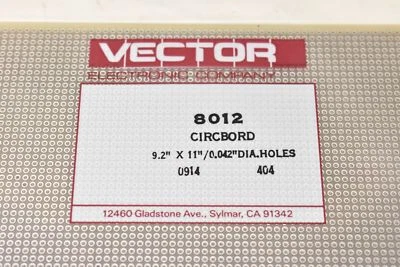 VECTOR
ELECTRONIC COMPANY
8012
CIRCBORD
9.2" X 11"/0.042"DIA.HOLES
0914 404
12460 Gladstone Ave., Sylmar, CA 91342